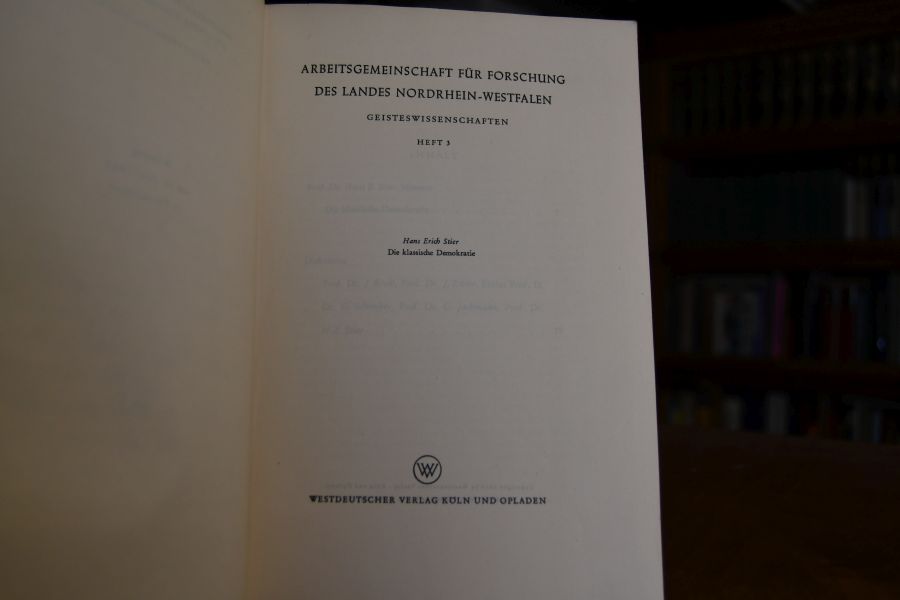 ARBEITSGEMEINSCHAFT FÜR FORSCHUNG
DES LANDES NORDRHEIN-WESTFALEN
GEISTESWISSENSCHAFTEN
HEFT 3
INHALT
Hans Erich Stier
Die klassische Demokratie
W
WESTDEUTSCHER VERLAG KÖLN UND OPLADEN